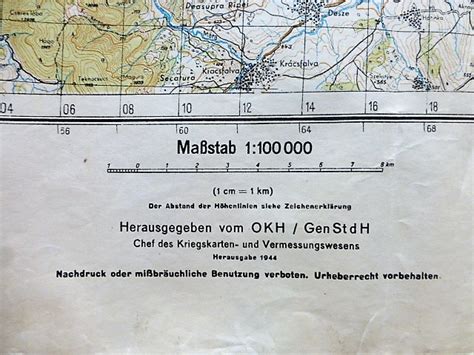 Deasupra Ripei
Desze
Krácsfalva
Krácsfalva
Secatura
04 06 08 10 12 14 16 18
56 60 64 68
Maßstab 1:100 000
1 0 1 2 3 4 5 6 7 8 km
(1 cm = 1 km)
Der Abstand der Höhenlinien siehe Zeichenerklärung
Herausgegeben vom OKH / GenStdH
Chef des Kriegskarten- und Vermessungswesens
Herausgabe 1944
Nachdruck oder mißbräuchliche Benutzung verboten. Urheberrecht vorbehalten.